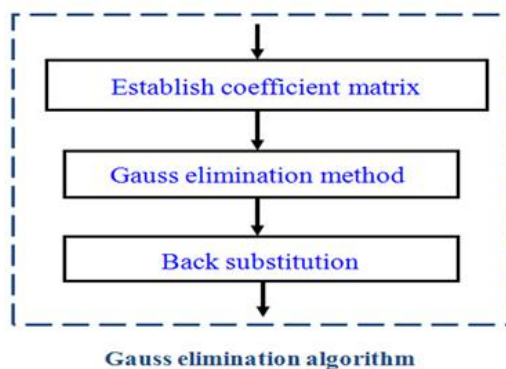 Establish coefficient matrix
Gauss elimination method
Back substitution
Gauss elimination algorithm